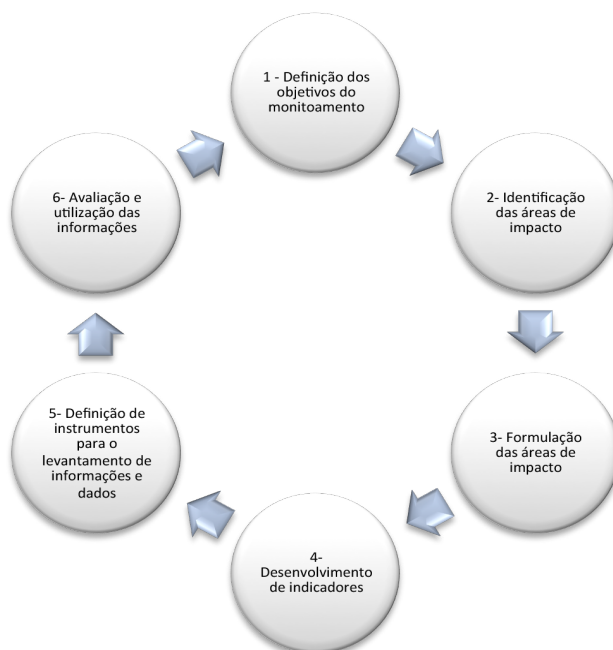 1 - Definição dos
objetivos do
monitoamento
2- Identificação
das áreas de
impacto
3- Formulação
das áreas de
impacto
4-
Desenvolvimento
de indicadores
5- Definição de
instrumentos
para o
levantamento de
informações e
dados
6- Avaliação e
utilização das
informações